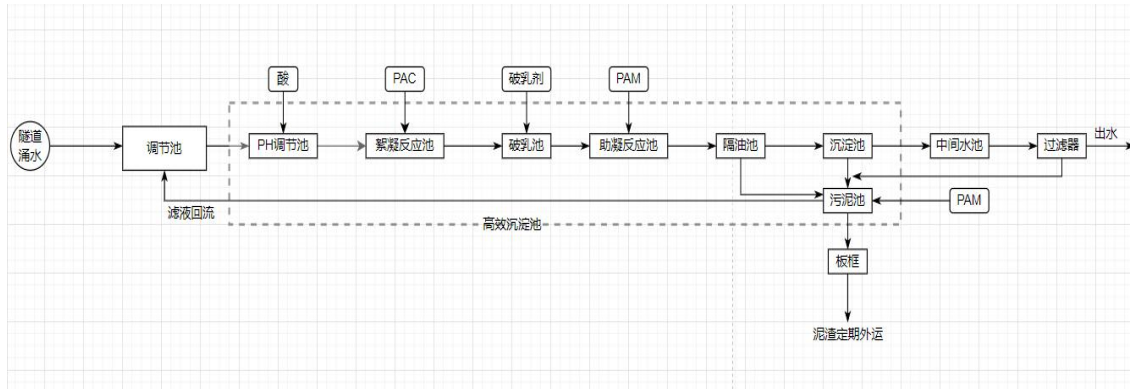 酸
PAC
破乳剂
PAM
隧道
涌水
调节池
PH调节池
絮凝反应池
破乳池
助凝反应池
隔油池
沉淀池
中间水池
过滤器
出水
滤液回流
污泥池
PAM
高效沉淀池
板框
泥渣定期外运